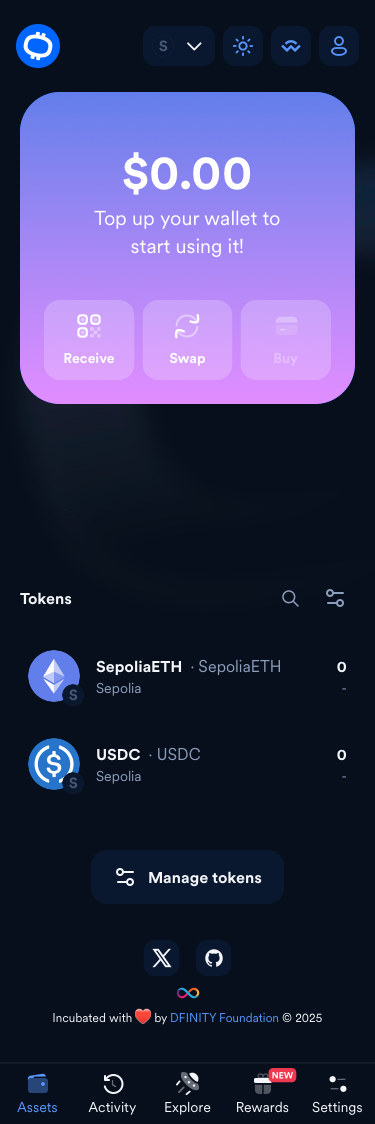 S
$0.00
Top up your wallet to
start using it!
Receive
Swap
Buy
Tokens
SepoliaETH · SepoliaETH 0
S Sepolia -
USDC · USDC 0
S Sepolia -
Manage tokens
Incubated with ❤️ by DFINITY Foundation © 2025
NEW
Assets
Activity
Explore
Rewards
Settings